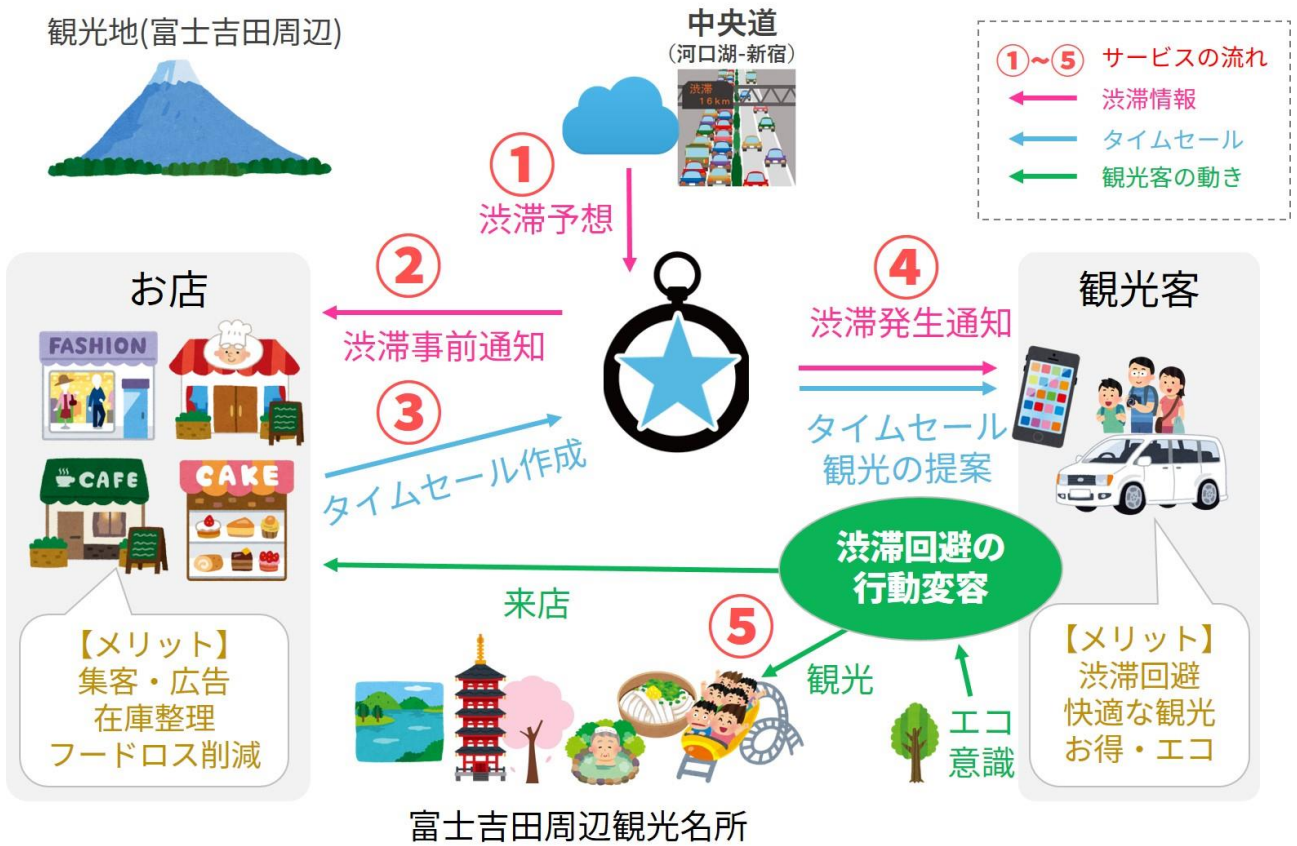 観光地(富士吉田周辺)
中央道
(河口湖-新宿)
渋滞
16km
①~⑤ サービスの流れ
渋滞情報
タイムセール
観光客の動き
①
渋滞予想
お店
FASHION
CAFE
CAKE
②
渋滞事前通知
③
タイムセール作成
④
渋滞発生通知
タイムセール
観光の提案
観光客
渋滞回避の
行動変容
来店
⑤
観光
エコ
意識
【メリット】
集客・広告
在庫整理
フードロス削減
【メリット】
渋滞回避
快適な観光
お得・エコ
富士吉田周辺観光名所